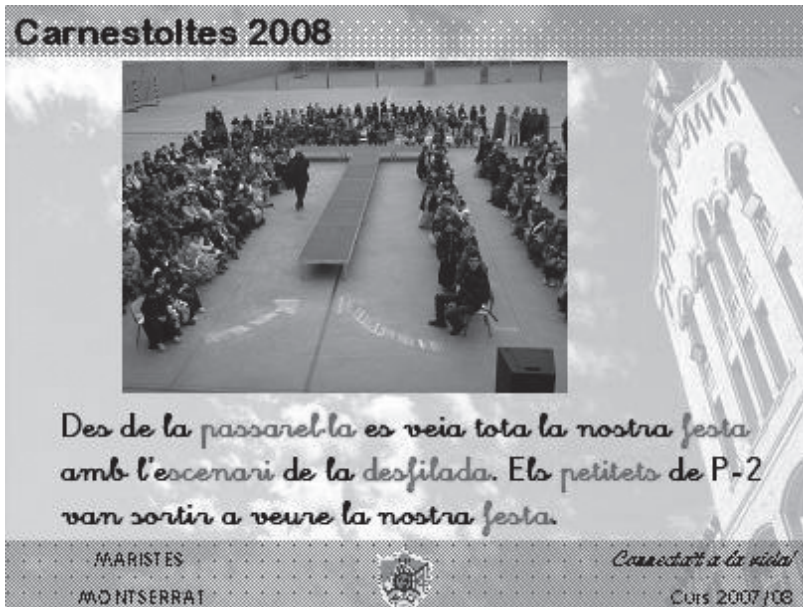 Carnestoltes 2008
Des de la passarel·la es veia tota la nostra festa
amb l'escenari de la desfilada. Els petitets de P-2
van sortir a veure la nostra festa.
MARISTES
MONTSERRAT
Connecta't a la vida!
Curs 2007/08